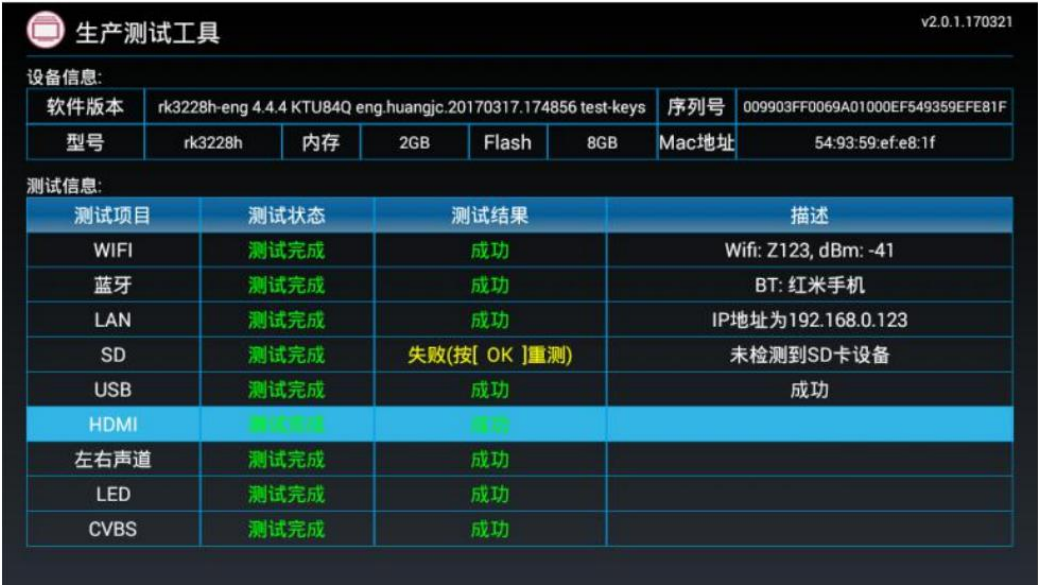 生产测试工具
v2.0.1.170321
设备信息:
软件版本 rk3228h-eng 4.4.4 KTU84Q eng.huangjc.20170317.174856 test-keys 序列号 009903FF0069A01000EF549359EFE81F
型号 rk3228h 内存 2GB Flash 8GB Mac地址 54:93:59:ef:e8:1f
测试信息:
测试项目 测试状态 测试结果 描述
WIFI 测试完成 成功 Wifi: Z123, dBm: -41
蓝牙 测试完成 成功 BT: 红米手机
LAN 测试完成 成功 IP地址为192.168.0.123
SD 测试完成 失败(按[ OK ]重测) 未检测到SD卡设备
USB 测试完成 成功 成功
HDMI 测试完成 成功
左右声道 测试完成 成功
LED 测试完成 成功
CVBS 测试完成 成功